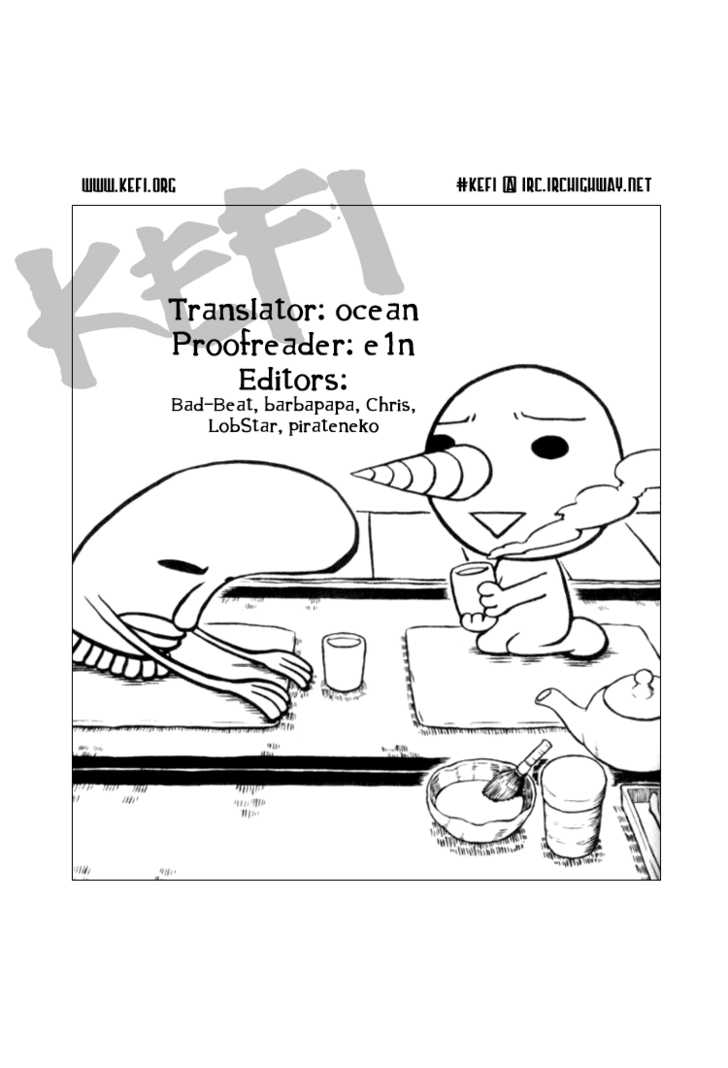 WWW.KEFI.ORG
#KEFI @ IRC.IRCHIGHWAY.NET
KEFI
Translator: ocean
Proofreader: e1n
Editors:
Bad-Beat, barbapapa, Chris,
LobStar, pirateneko